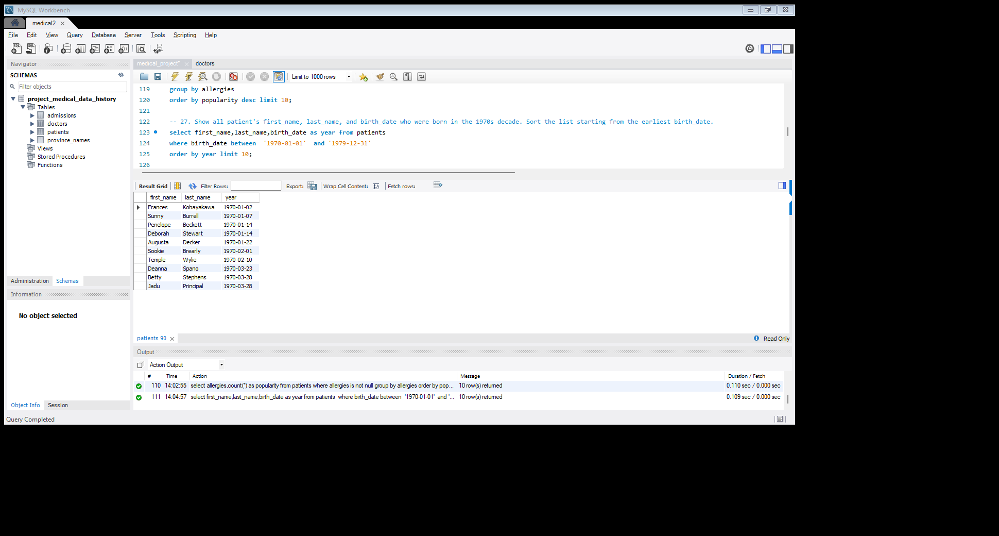 MySQL Workbench
medical2
File Edit View Query Database Server Tools Scripting Help
Navigator
SCHEMAS
Filter objects
project_medical_data_history
Tables
admissions
doctors
patients
province_names
Views
Stored Procedures
Functions
Administration Schemas
Information
No object selected
Object Info Session
medical_project* doctors
Limit to 1000 rows
119 group by allergies
120 order by popularity desc limit 10;
121
122 -- 27. Show all patient's first_name, last_name, and birth_date who were born in the 1970s decade. Sort the list starting from the earliest birth_date.
123 select first_name,last_name,birth_date as year from patients
124 where birth_date between '1970-01-01' and '1979-12-31'
125 order by year limit 10;
126
Result Grid Filter Rows: Export: Wrap Cell Content: Fetch rows:
first_name last_name year
Frances Kobayakawa 1970-01-02
Sunny Burrell 1970-01-07
Penelope Beckett 1970-01-14
Deborah Stewart 1970-01-14
Augusta Decker 1970-01-22
Sookie Brearly 1970-02-01
Temple Wylie 1970-02-10
Deanna Spano 1970-03-23
Betty Stephens 1970-03-28
Jadu Principal 1970-03-28
patients 90 Read Only
Output
Action Output
# Time Action Message Duration / Fetch
110 14:02:55 select allergies,count(*) as popularity from patients where allergies is not null group by allergies order by pop... 10 row(s) returned 0.110 sec / 0.000 sec
111 14:04:57 select first_name,last_name,birth_date as year from patients where birth_date between '1970-01-01' and '... 10 row(s) returned 0.109 sec / 0.000 sec
Query Completed